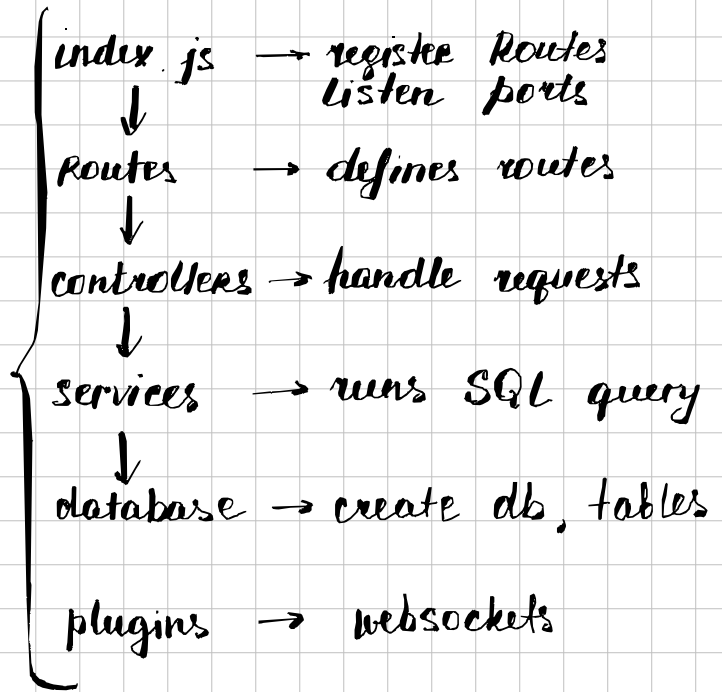 index.js → register Routes
listen ports
Routes → defines routes
controllers → handle requests
services → runs SQL query
database → create db, tables
plugins → websockets